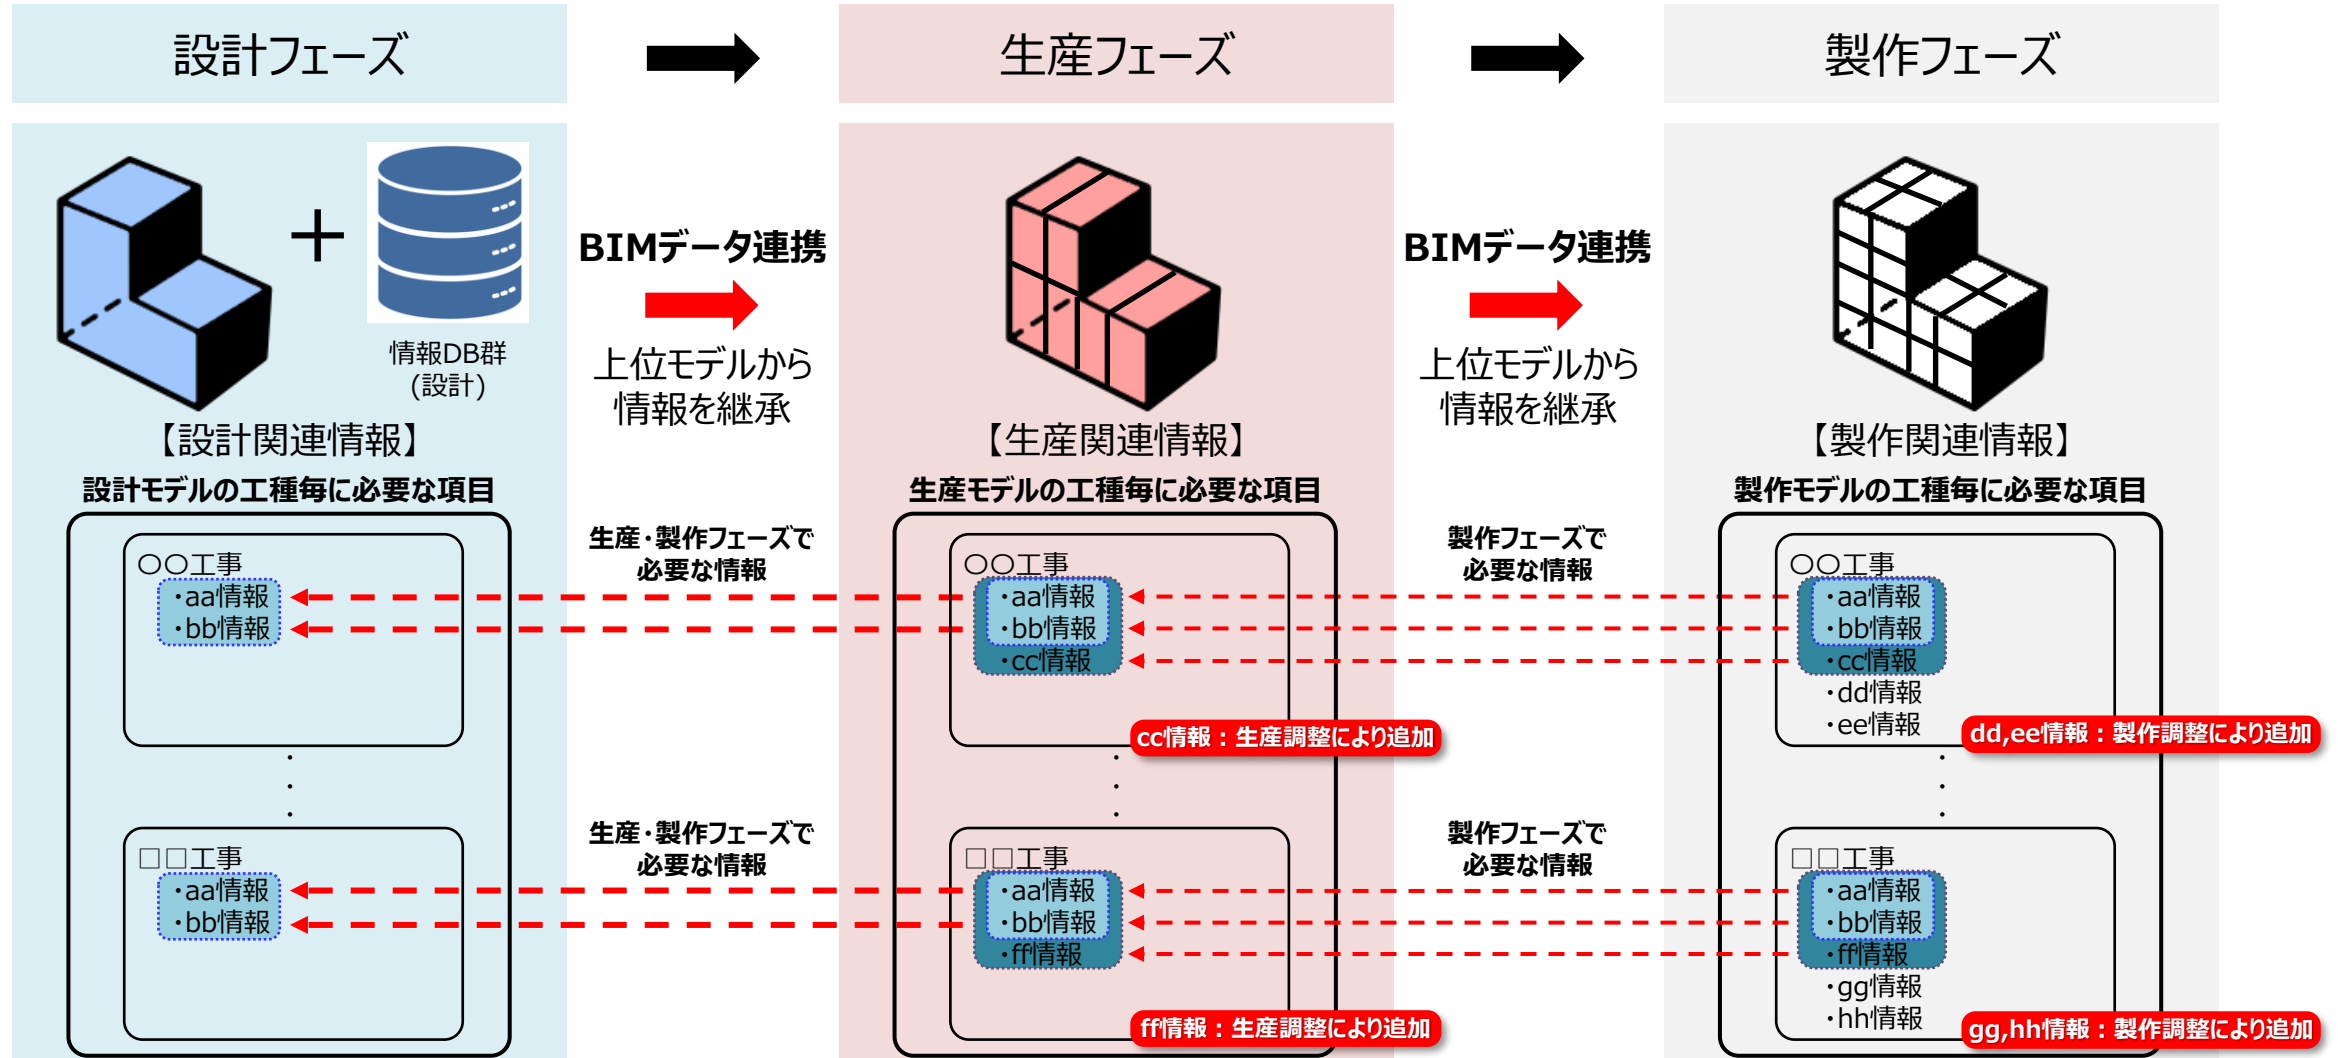 設計フェーズ
生産フェーズ
製作フェーズ
情報DB群
(設計)
【設計関連情報】
設計モデルの工種毎に必要な項目
〇〇工事
・aa情報
・bb情報
・
・
・
□□工事
・aa情報
・bb情報
BIMデータ連携
上位モデルから
情報を継承
生産・製作フェーズで
必要な情報
生産・製作フェーズで
必要な情報
【生産関連情報】
生産モデルの工種毎に必要な項目
〇〇工事
・aa情報
・bb情報
・cc情報
cc情報：生産調整により追加
・
・
・
□□工事
・aa情報
・bb情報
・ff情報
ff情報：生産調整により追加
BIMデータ連携
上位モデルから
情報を継承
製作フェーズで
必要な情報
製作フェーズで
必要な情報
【製作関連情報】
製作モデルの工種毎に必要な項目
〇〇工事
・aa情報
・bb情報
・cc情報
・dd情報
・ee情報
dd,ee情報：製作調整により追加
・
・
・
□□工事
・aa情報
・bb情報
・ff情報
・gg情報
・hh情報
gg,hh情報：製作調整により追加